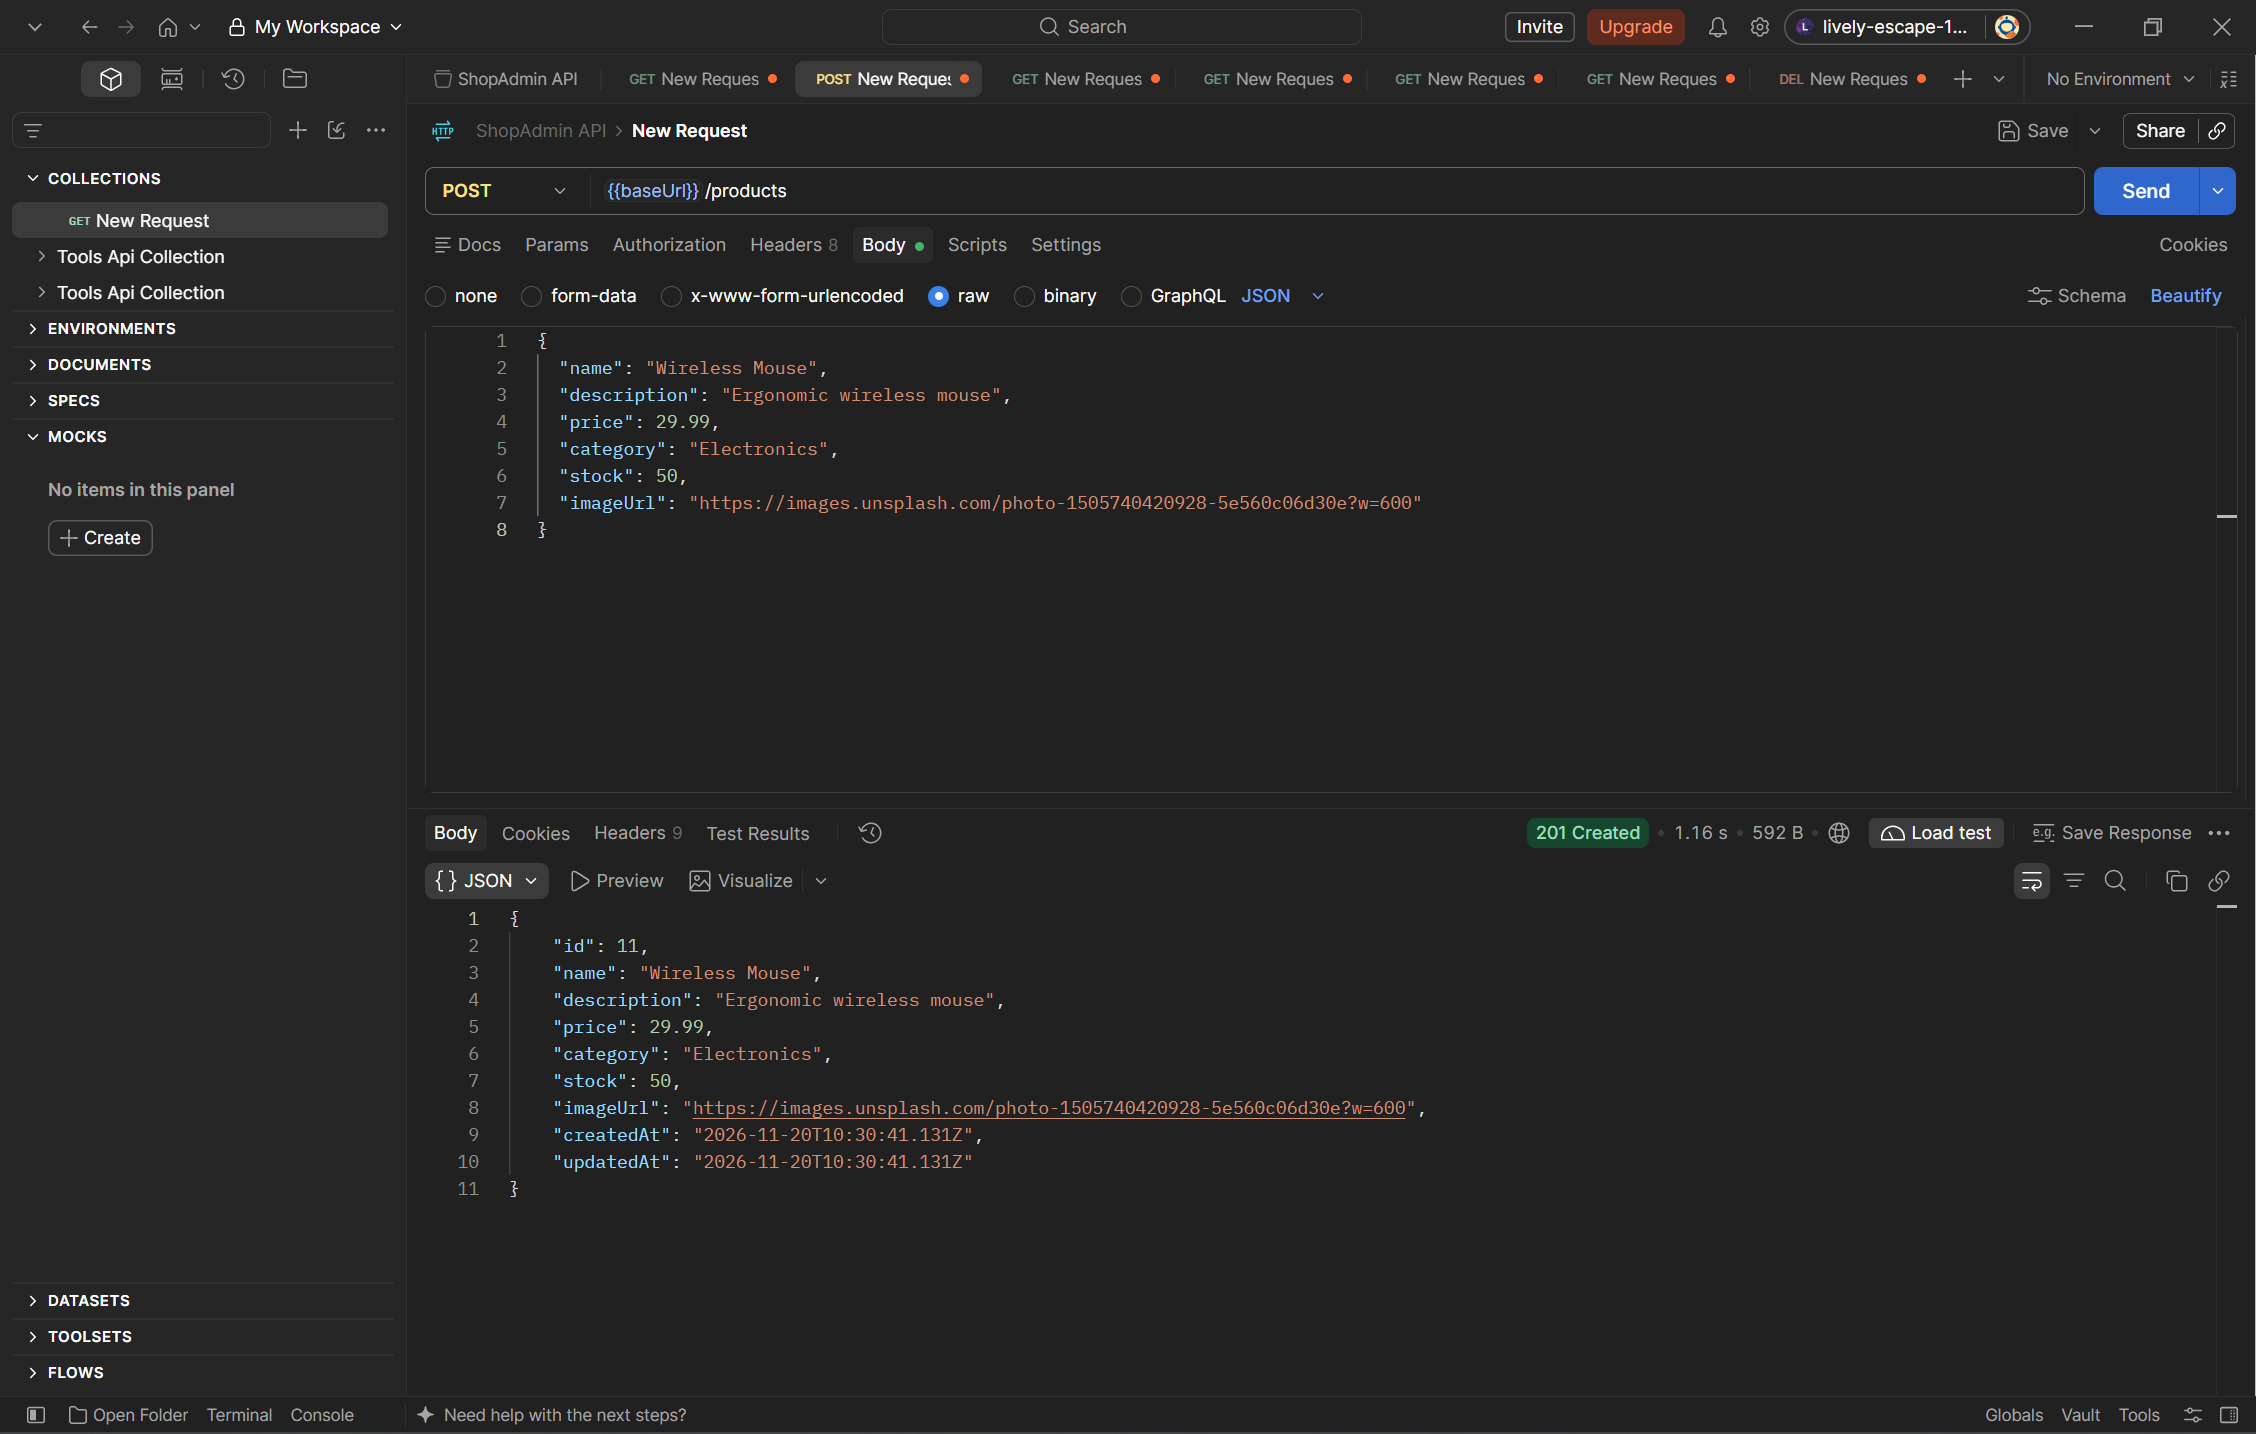 My Workspace
Search
Invite
Upgrade
L
lively-escape-1...
ShopAdmin API
GET New Reques
POST New Reques
GET New Reques
GET New Reques
GET New Reques
GET New Reques
DEL New Reques
No Environment
HTTP
ShopAdmin API > New Request
Save
Share
COLLECTIONS
GET New Request
Tools Api Collection
Tools Api Collection
ENVIRONMENTS
DOCUMENTS
SPECS
MOCKS
No items in this panel
Create
DATASETS
TOOLSETS
FLOWS
POST
{{baseUrl}} /products
Send
Docs
Params
Authorization
Headers 8
Body
Scripts
Settings
Cookies
none
form-data
x-www-form-urlencoded
raw
binary
GraphQL
JSON
Schema
Beautify
1 {
2 "name": "Wireless Mouse",
3 "description": "Ergonomic wireless mouse",
4 "price": 29.99,
5 "category": "Electronics",
6 "stock": 50,
7 "imageUrl": "https://images.unsplash.com/photo-1505740420928-5e560c06d30e?w=600"
8 }
Body
Cookies
Headers 9
Test Results
201 Created
1.16 s
592 B
Load test
e.g. Save Response
{} JSON
Preview
Visualize
1 {
2 "id": 11,
3 "name": "Wireless Mouse",
4 "description": "Ergonomic wireless mouse",
5 "price": 29.99,
6 "category": "Electronics",
7 "stock": 50,
8 "imageUrl": "https://images.unsplash.com/photo-1505740420928-5e560c06d30e?w=600",
9 "createdAt": "2026-11-20T10:30:41.131Z",
10 "updatedAt": "2026-11-20T10:30:41.131Z"
11 }
Open Folder
Terminal
Console
Need help with the next steps?
Globals
Vault
Tools